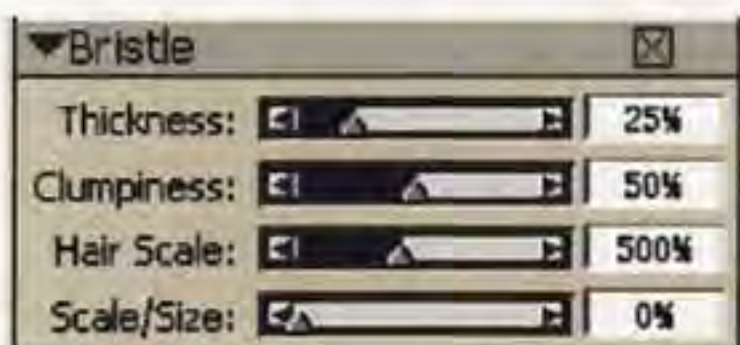 Bristle
Thickness: 25%
Clumpiness: 50%
Hair Scale: 500%
Scale/Size: 0%